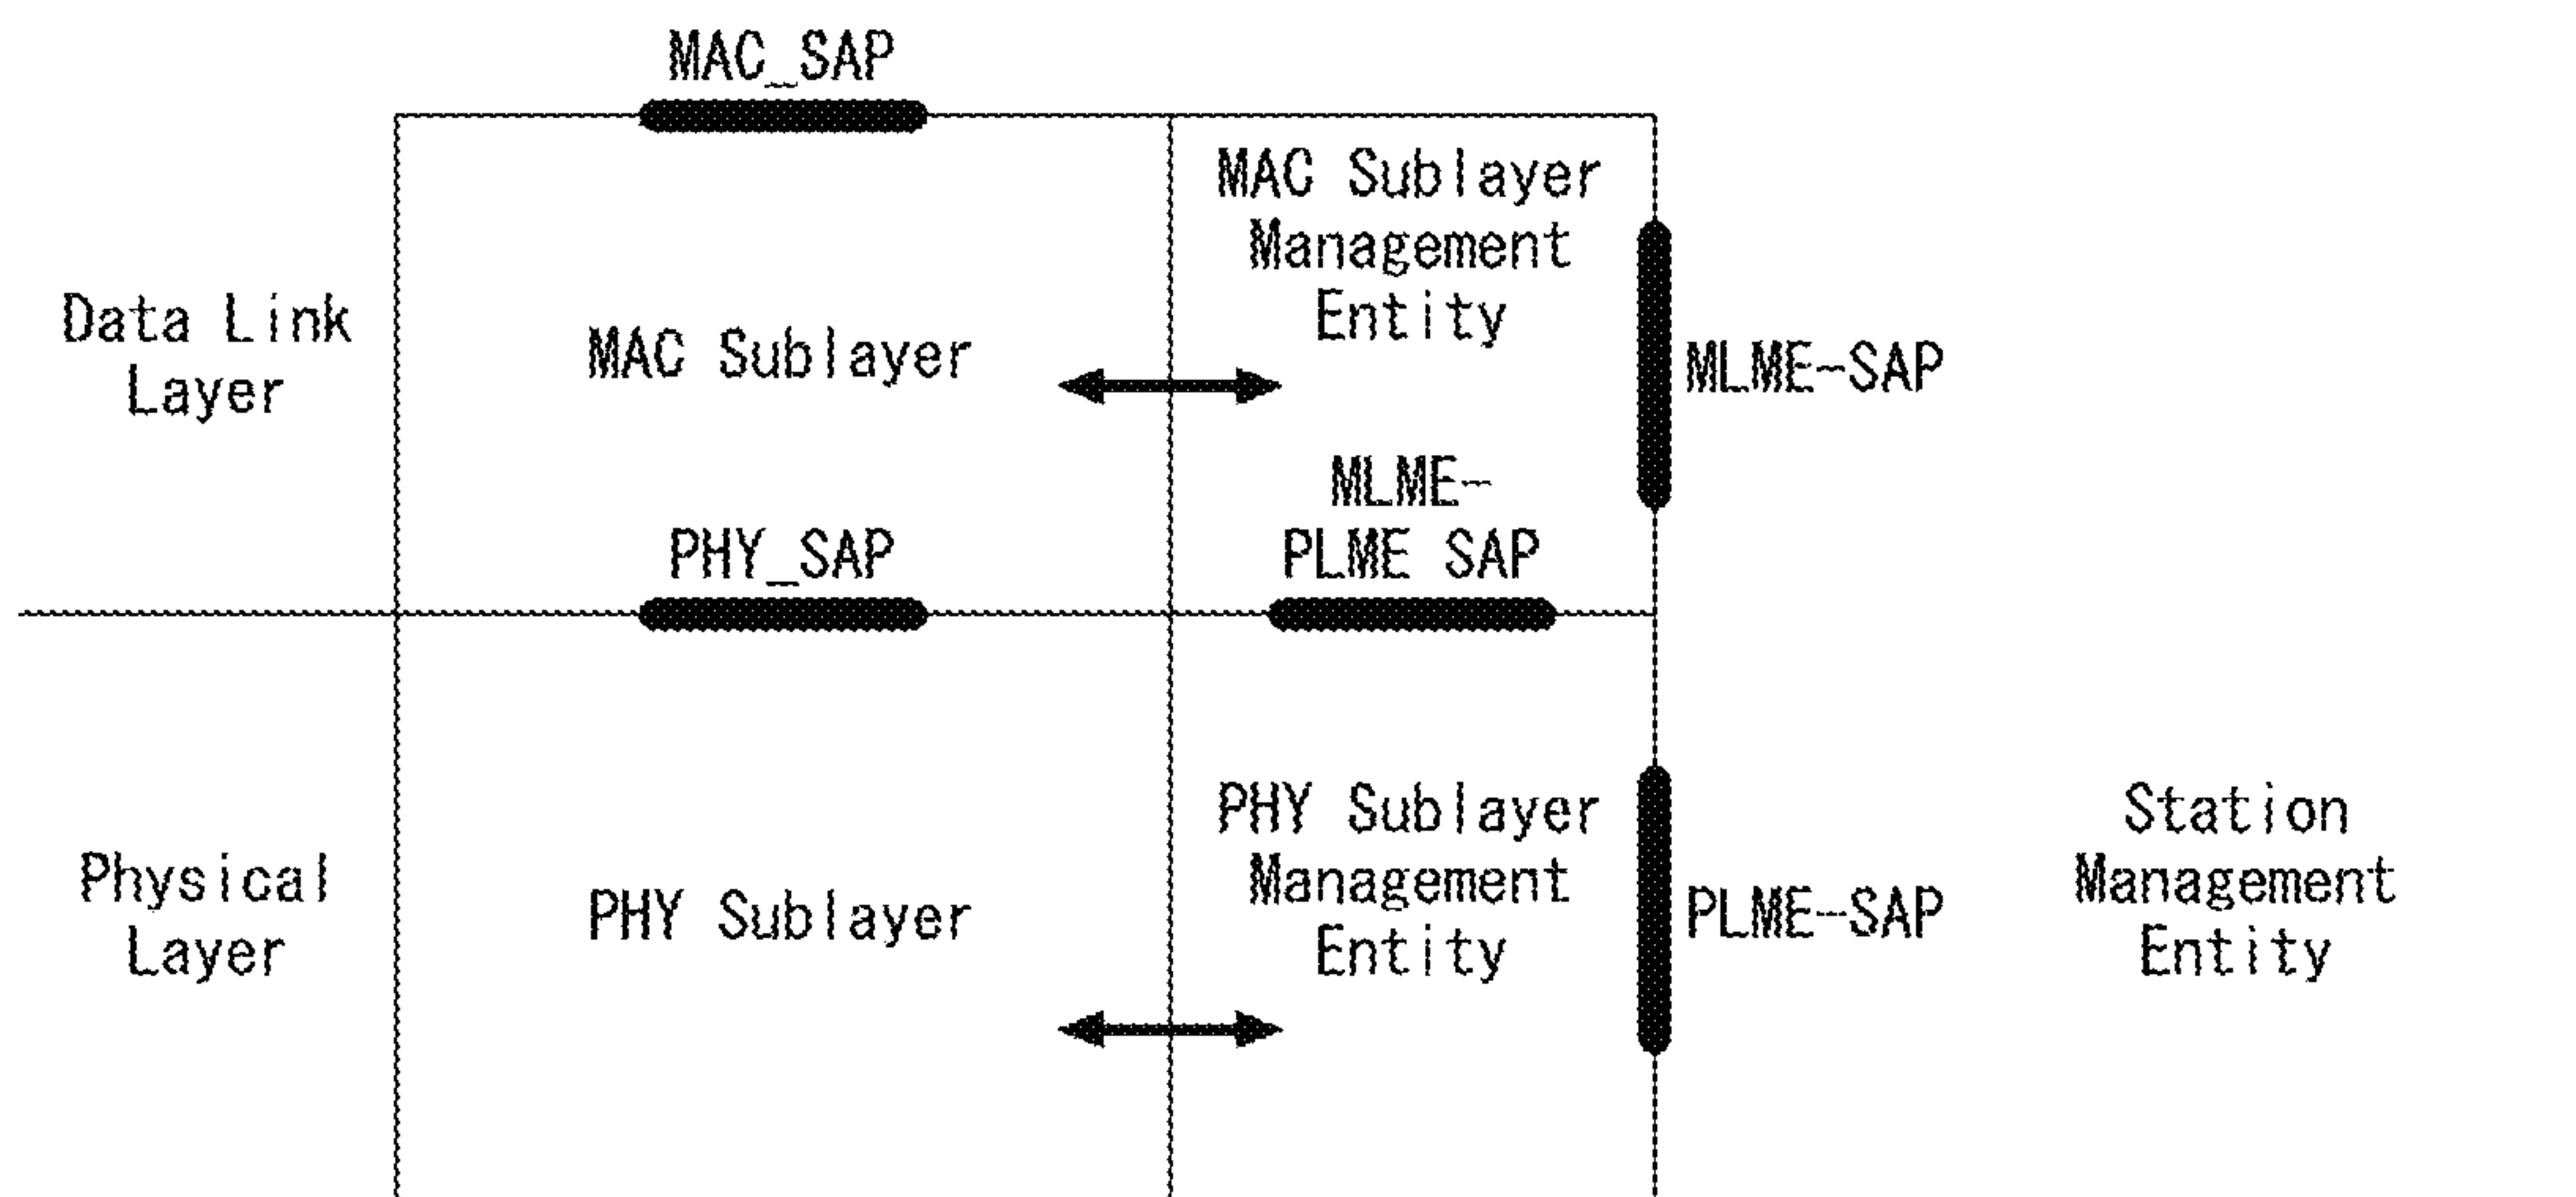 MAC_SAP
Data Link
Layer
MAC Sublayer
MAC Sublayer
Management
Entity
MLME-SAP
PHY_SAP
MLME-
PLME SAP
Physical
Layer
PHY Sublayer
PHY Sublayer
Management
Entity
PLME-SAP
Station
Management
Entity